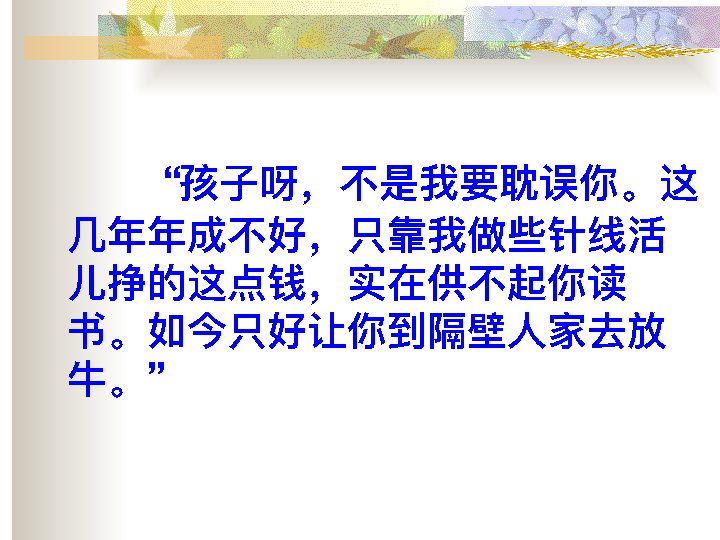 “孩子呀，不是我要耽误你。这
几年年成不好，只靠我做些针线活
儿挣的这点钱，实在供不起你读
书。如今只好让你到隔壁人家去放
牛。”